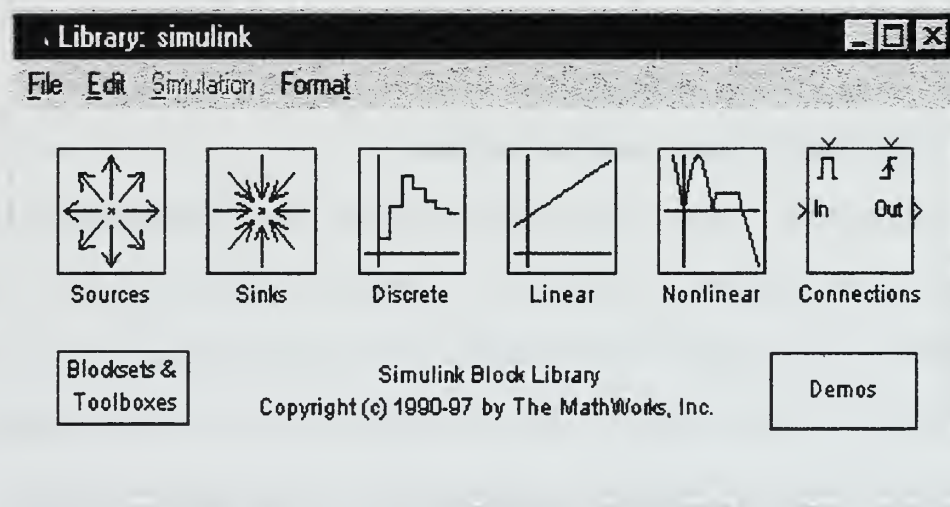 Library: simulink
File Edit Simulation Format
In Out
Sources Sinks Discrete Linear Nonlinear Connections
Blocksets &
Toolboxes
Simulink Block Library
Copyright (c) 1990-97 by The MathWorks, Inc.
Demos